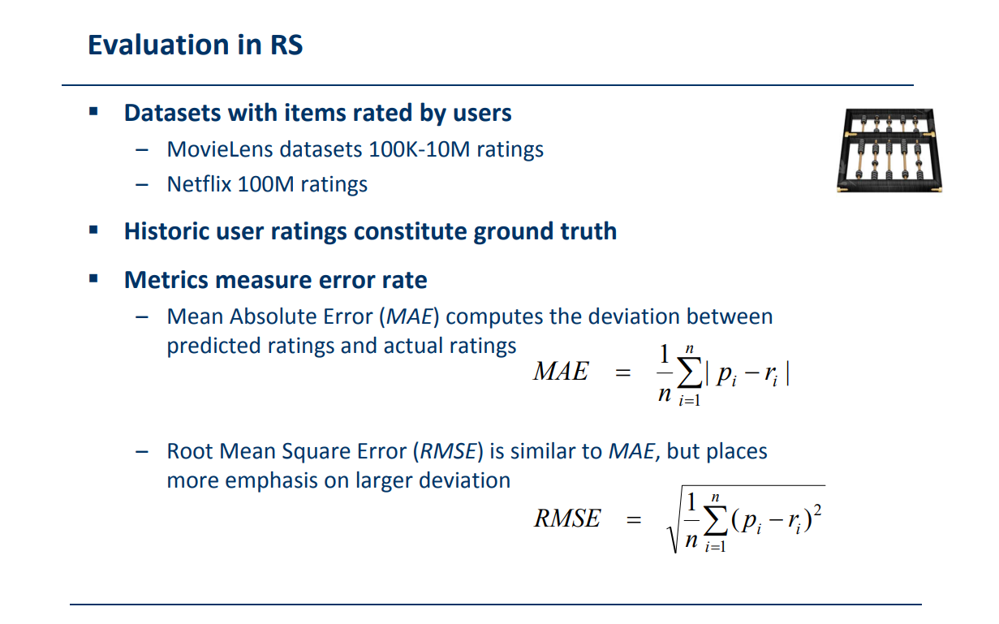 Evaluation in RS
▪ Datasets with items rated by users
– MovieLens datasets 100K-10M ratings
– Netflix 100M ratings
▪ Historic user ratings constitute ground truth
▪ Metrics measure error rate
– Mean Absolute Error (MAE) computes the deviation between
predicted ratings and actual ratings
MAE = \frac{1}{n}\sum_{i=1}^{n}| p_i − r_i |
– Root Mean Square Error (RMSE) is similar to MAE, but places
more emphasis on larger deviation
RMSE = \sqrt{\frac{1}{n}\sum_{i=1}^{n}(p_i − r_i)^2}